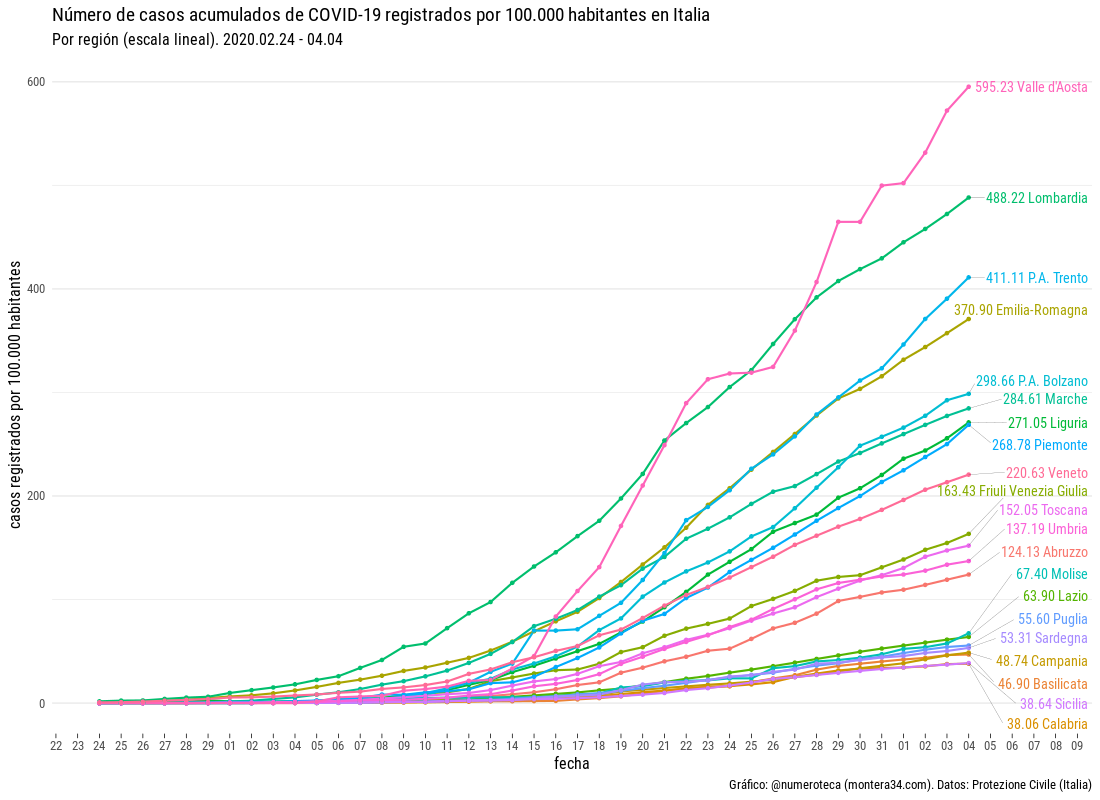 Número de casos acumulados de COVID-19 registrados por 100.000 habitantes en Italia
Por región (escala lineal). 2020.02.24 - 04.04
casos registrados por 100.000 habitantes
600
400
200
0
595.23 Valle d'Aosta
488.22 Lombardia
411.11 P.A. Trento
370.90 Emilia-Romagna
298.66 P.A. Bolzano
284.61 Marche
271.05 Liguria
268.78 Piemonte
220.63 Veneto
163.43 Friuli Venezia Giulia
152.05 Toscana
137.19 Umbria
124.13 Abruzzo
67.40 Molise
63.90 Lazio
55.60 Puglia
53.31 Sardegna
48.74 Campania
46.90 Basilicata
38.64 Sicilia
38.06 Calabria
22 23 24 25 26 27 28 29 01 02 03 04 05 06 07 08 09 10 11 12 13 14 15 16 17 18 19 20 21 22 23 24 25 26 27 28 29 30 31 01 02 03 04 05 06 07 08 09
fecha
Gráfico: @numeroteca (montera34.com). Datos: Protezione Civile (Italia)